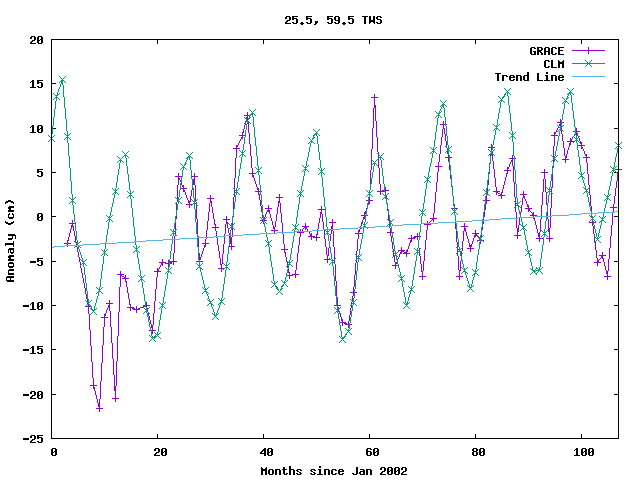 25.5, 59.5 TWS
GRACE
CLM
Trend Line
20
15
10
5
0
-5
-10
-15
-20
-25
Anomaly (cm)
0 20 40 60 80 100
Months since Jan 2002